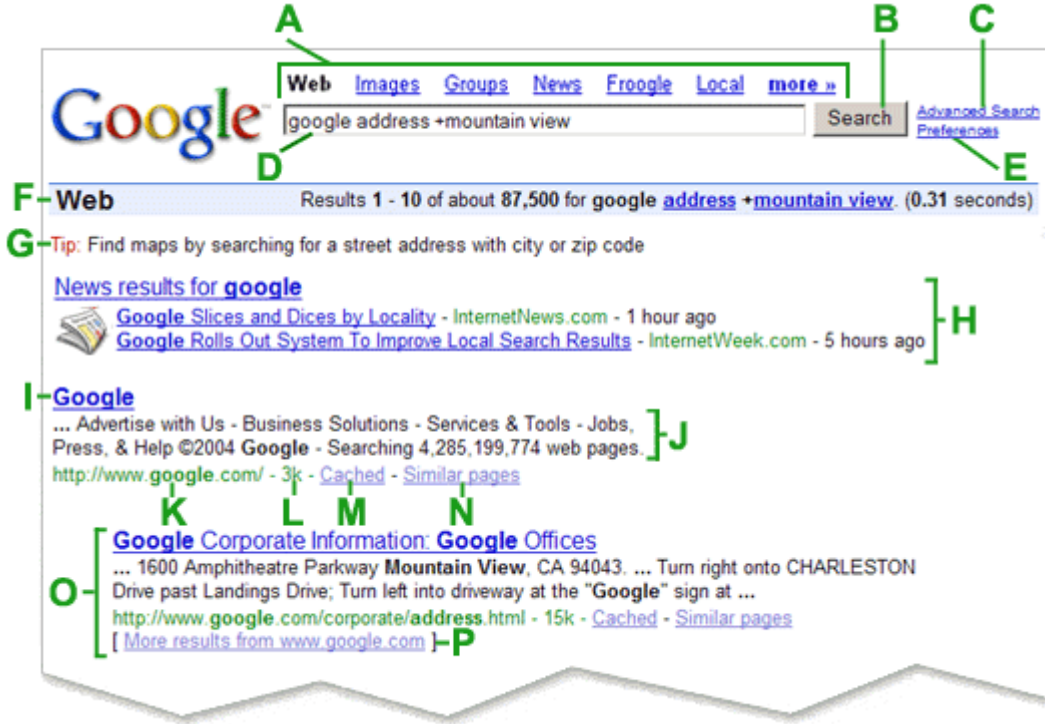 A B C
Web Images Groups News Froogle Local more »
Google™ google address +mountain view Search Advanced Search
Preferences
D E
F Web Results 1 - 10 of about 87,500 for google address +mountain view. (0.31 seconds)
G Tip: Find maps by searching for a street address with city or zip code
News results for google
Google Slices and Dices by Locality - InternetNews.com - 1 hour ago
H
Google Rolls Out System To Improve Local Search Results - InternetWeek.com - 5 hours ago
I Google
... Advertise with Us - Business Solutions - Services & Tools - Jobs,
J
Press, & Help ©2004 Google - Searching 4,285,199,774 web pages.
http://www.google.com/ - 3k - Cached - Similar pages
K L M N
Google Corporate Information: Google Offices
... 1600 Amphitheatre Parkway Mountain View, CA 94043. ... Turn right onto CHARLESTON
O Drive past Landings Drive; Turn left into driveway at the "Google" sign at ...
http://www.google.com/corporate/address.html - 15k - Cached - Similar pages
[ More results from www.google.com ] P